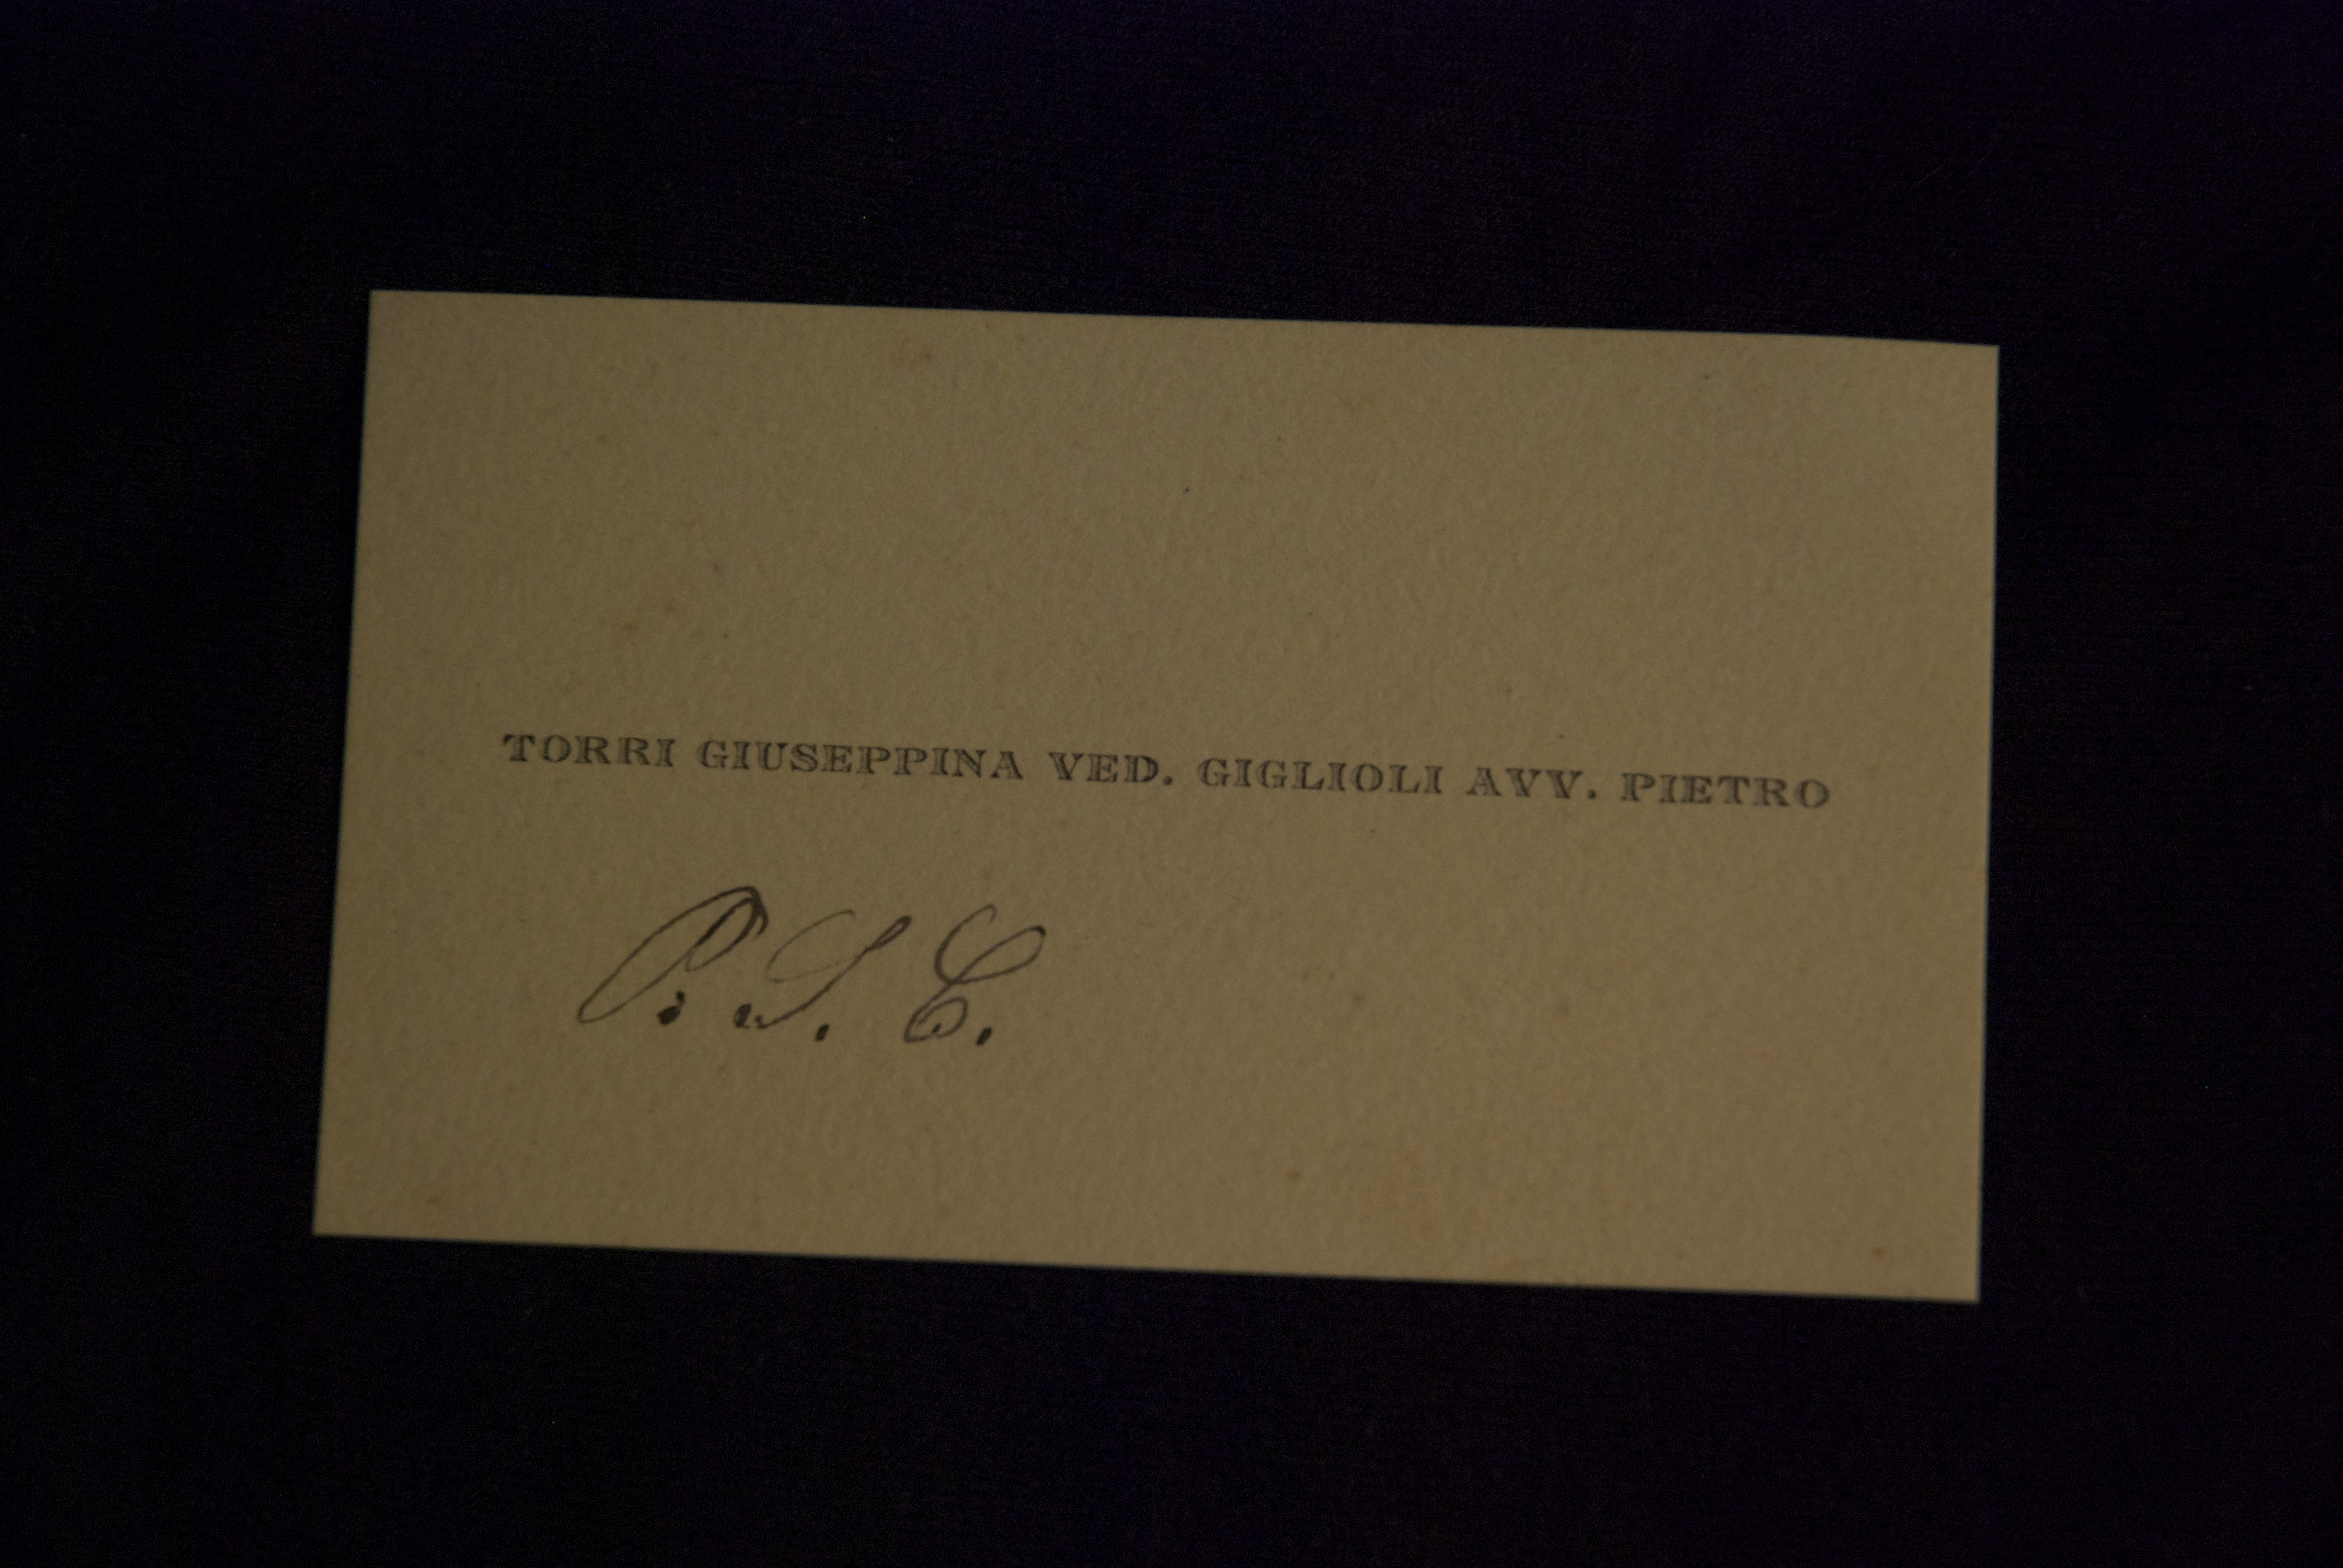 TORRI GIUSEPPINA VED. GIGLIOLI AVV. PIETRO
P. S. C.